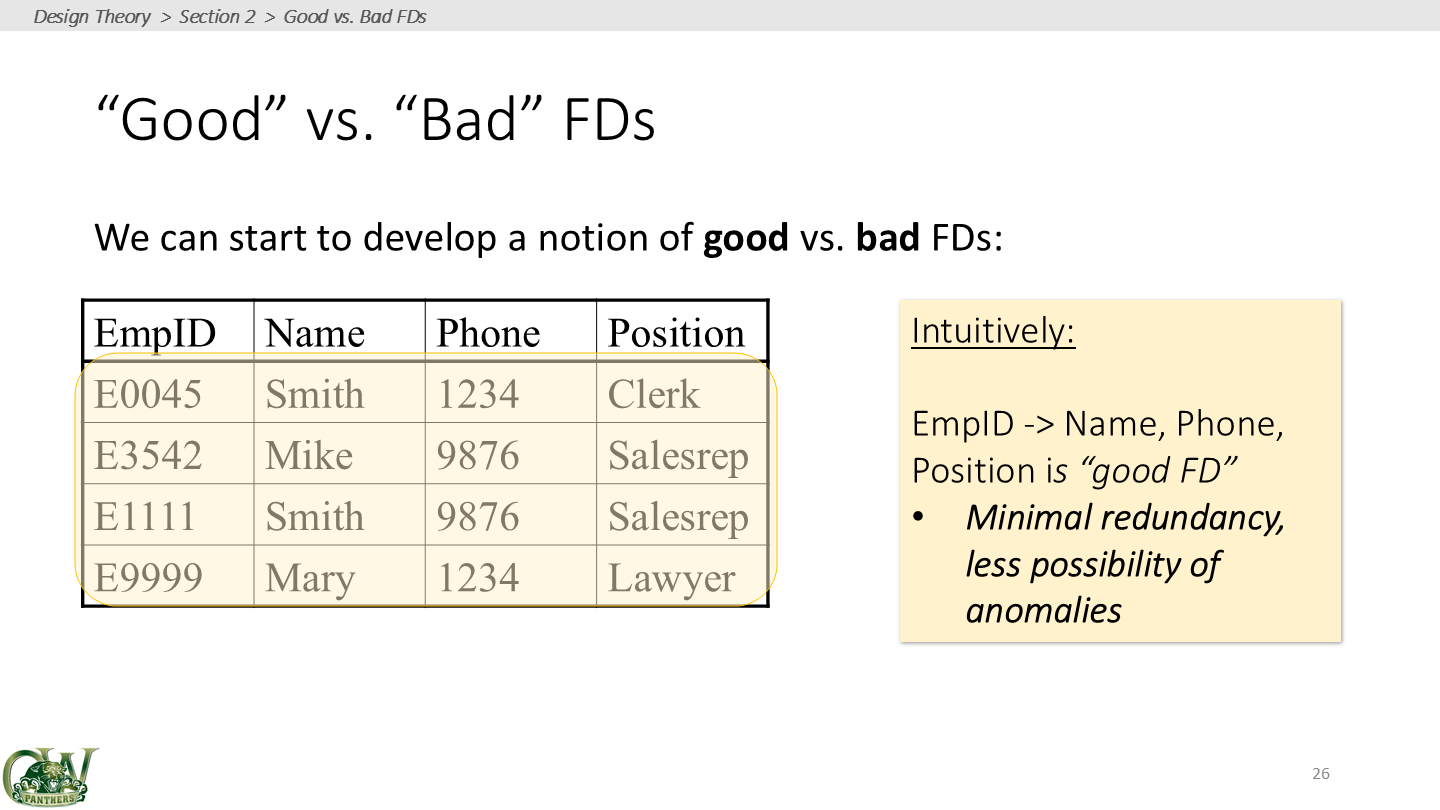 Design Theory > Section 2 > Good vs. Bad FDs
“Good” vs. “Bad” FDs
We can start to develop a notion of good vs. bad FDs:
EmpID Name Phone Position
E0045 Smith 1234 Clerk
E3542 Mike 9876 Salesrep
E1111 Smith 9876 Salesrep
E9999 Mary 1234 Lawyer
Intuitively:
EmpID -> Name, Phone,
Position is “good FD”
• Minimal redundancy,
less possibility of
anomalies
OW
PANTHERS
26